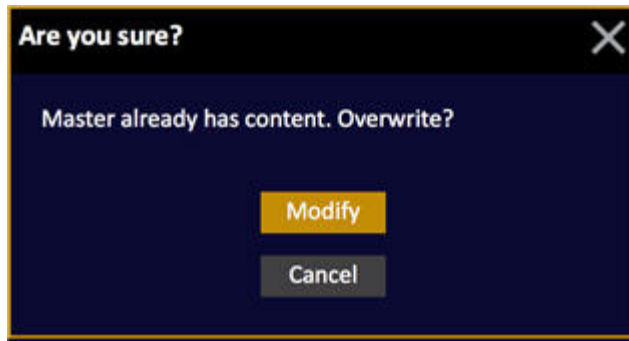 Are you sure?
Master already has content. Overwrite?
Modify
Cancel